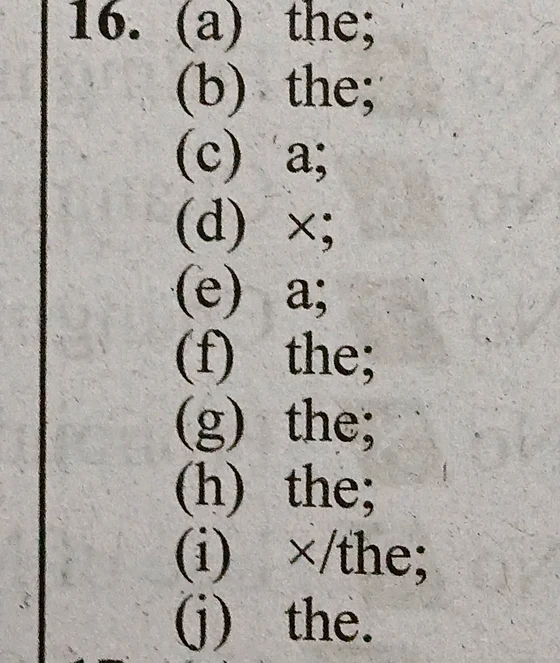 16. (a) the;
(b) the;
(c) a;
(d) ×;
(e) a;
(f) the;
(g) the;
(h) the;
(i) ×/the;
(j) the.